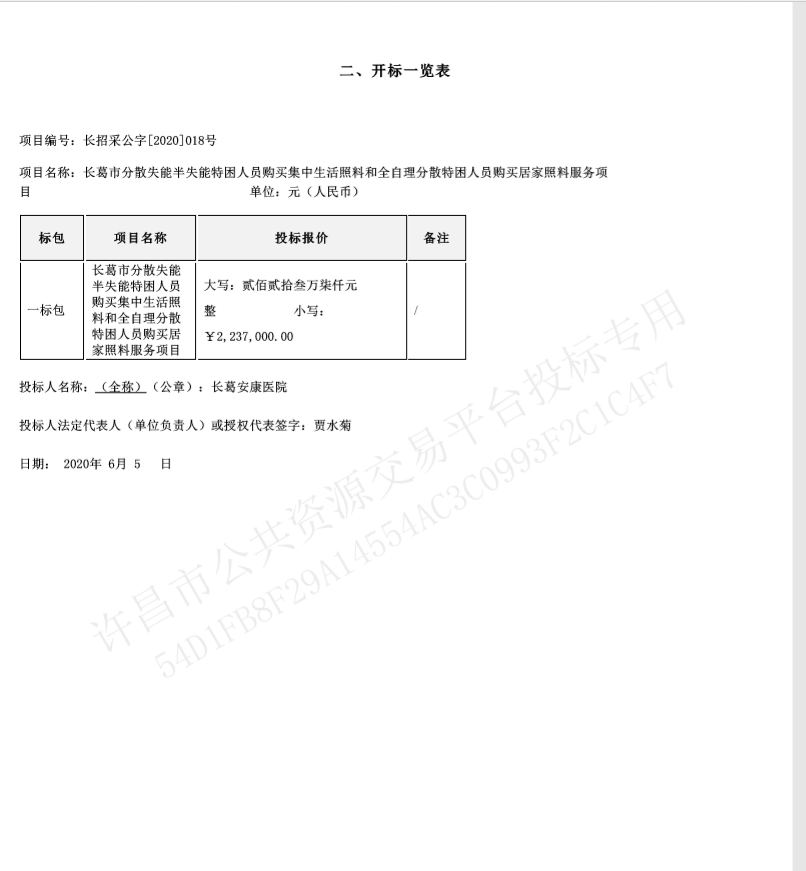 二、开标一览表
项目编号：长招采公字[2020]018号
项目名称：长葛市分散失能半失能特困人员购买集中生活照料和全自理分散特困人员购买居家照料服务项
目 单位：元（人民币）
标包 项目名称 投标报价 备注
一标包
长葛市分散失能
半失能特困人员
购买集中生活照
料和全自理分散
特困人员购买居
家照料服务项目
大写：贰佰贰拾叁万柒仟元
整 小写：
￥2,237,000.00
/
投标人名称：（全称）（公章）：长葛安康医院
投标人法定代表人（单位负责人）或授权代表签字：贾水菊
日期： 2020年 6月 5 日
许昌市公共资源交易平台投标专用
54D1FB8F29A14554AC3C0993F2C1C4F7